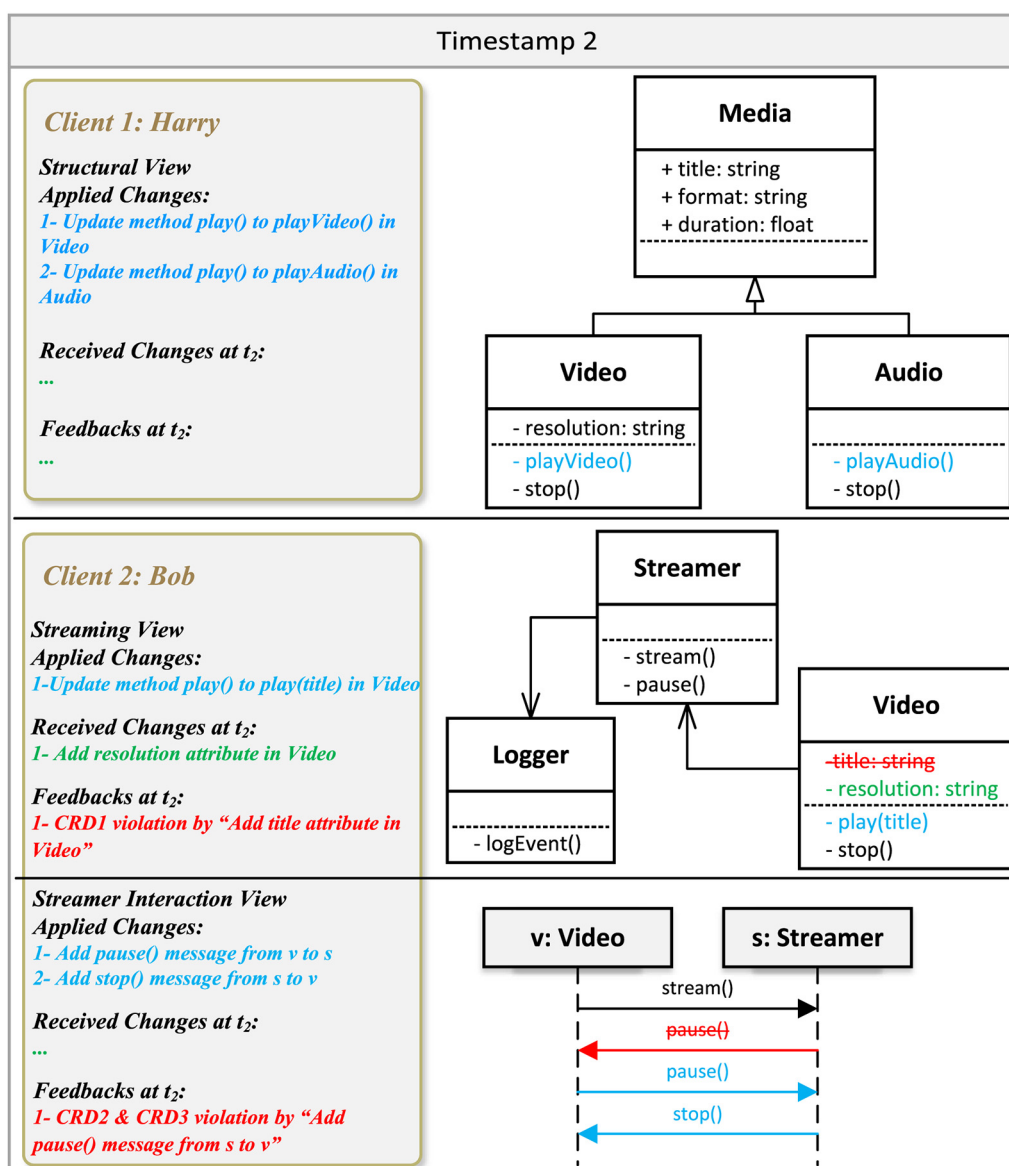 Timestamp 2
Client 1: Harry
Structural View
Applied Changes:
1- Update method play() to playVideo() in
Video
2- Update method play() to playAudio() in
Audio
Received Changes at t₂:
...
Feedbacks at t₂:
...
Media
+ title: string
+ format: string
+ duration: float
Video
- resolution: string
- playVideo()
- stop()
Audio
- playAudio()
- stop()
Client 2: Bob
Streaming View
Applied Changes:
1-Update method play() to play(title) in Video
Received Changes at t₂:
1- Add resolution attribute in Video
Feedbacks at t₂:
1- CRD1 violation by “Add title attribute in
Video”
Streamer
- stream()
- pause()
Logger
- logEvent()
Video
-title: string
- resolution: string
- play(title)
- stop()
Streamer Interaction View
Applied Changes:
1- Add pause() message from v to s
2- Add stop() message from s to v
Received Changes at t₂:
...
Feedbacks at t₂:
1- CRD2 & CRD3 violation by “Add
pause() message from s to v”
v: Video
s: Streamer
stream()
pause()
pause()
stop()